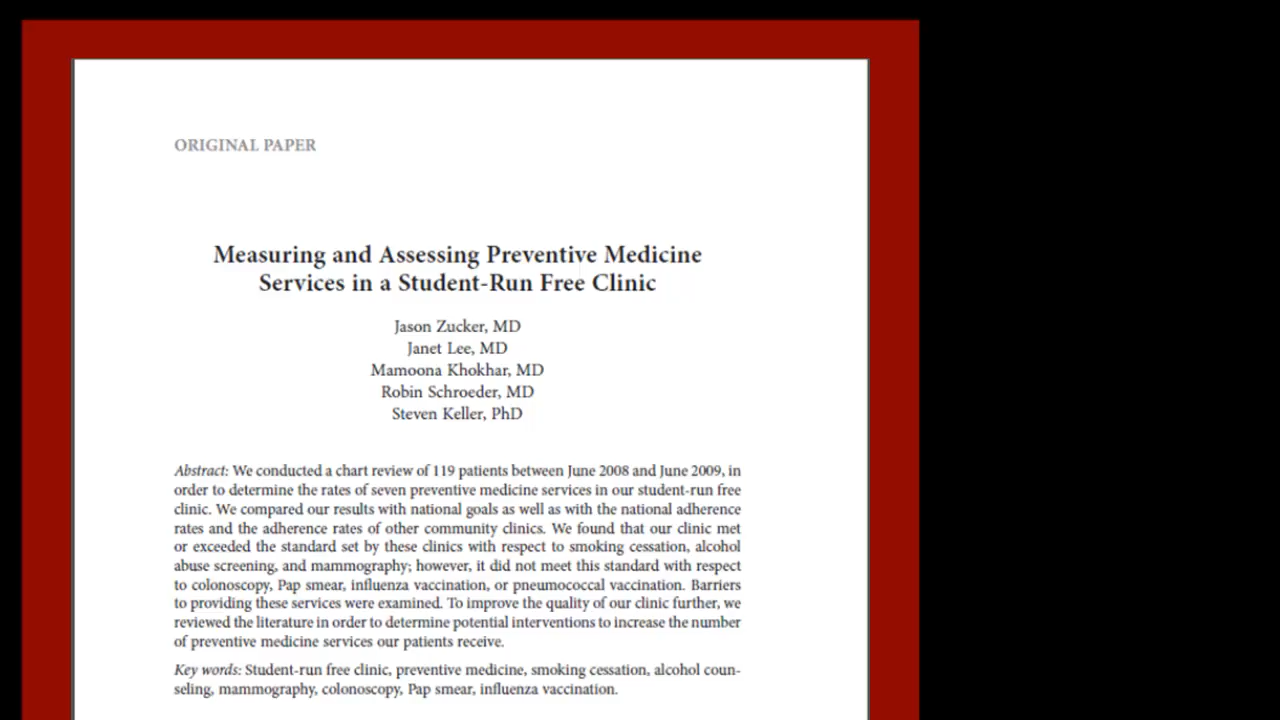 ORIGINAL PAPER
Measuring and Assessing Preventive Medicine
Services in a Student-Run Free Clinic
Jason Zucker, MD
Janet Lee, MD
Mamoona Khokhar, MD
Robin Schroeder, MD
Steven Keller, PhD
Abstract: We conducted a chart review of 119 patients between June 2008 and June 2009, in
order to determine the rates of seven preventive medicine services in our student-run free
clinic. We compared our results with national goals as well as with the national adherence
rates and the adherence rates of other community clinics. We found that our clinic met
or exceeded the standard set by these clinics with respect to smoking cessation, alcohol
abuse screening, and mammography; however, it did not meet this standard with respect
to colonoscopy, Pap smear, influenza vaccination, or pneumococcal vaccination. Barriers
to providing these services were examined. To improve the quality of our clinic further, we
reviewed the literature in order to determine potential interventions to increase the number
of preventive medicine services our patients receive.
Key words: Student-run free clinic, preventive medicine, smoking cessation, alcohol coun-
seling, mammography, colonoscopy, Pap smear, influenza vaccination.